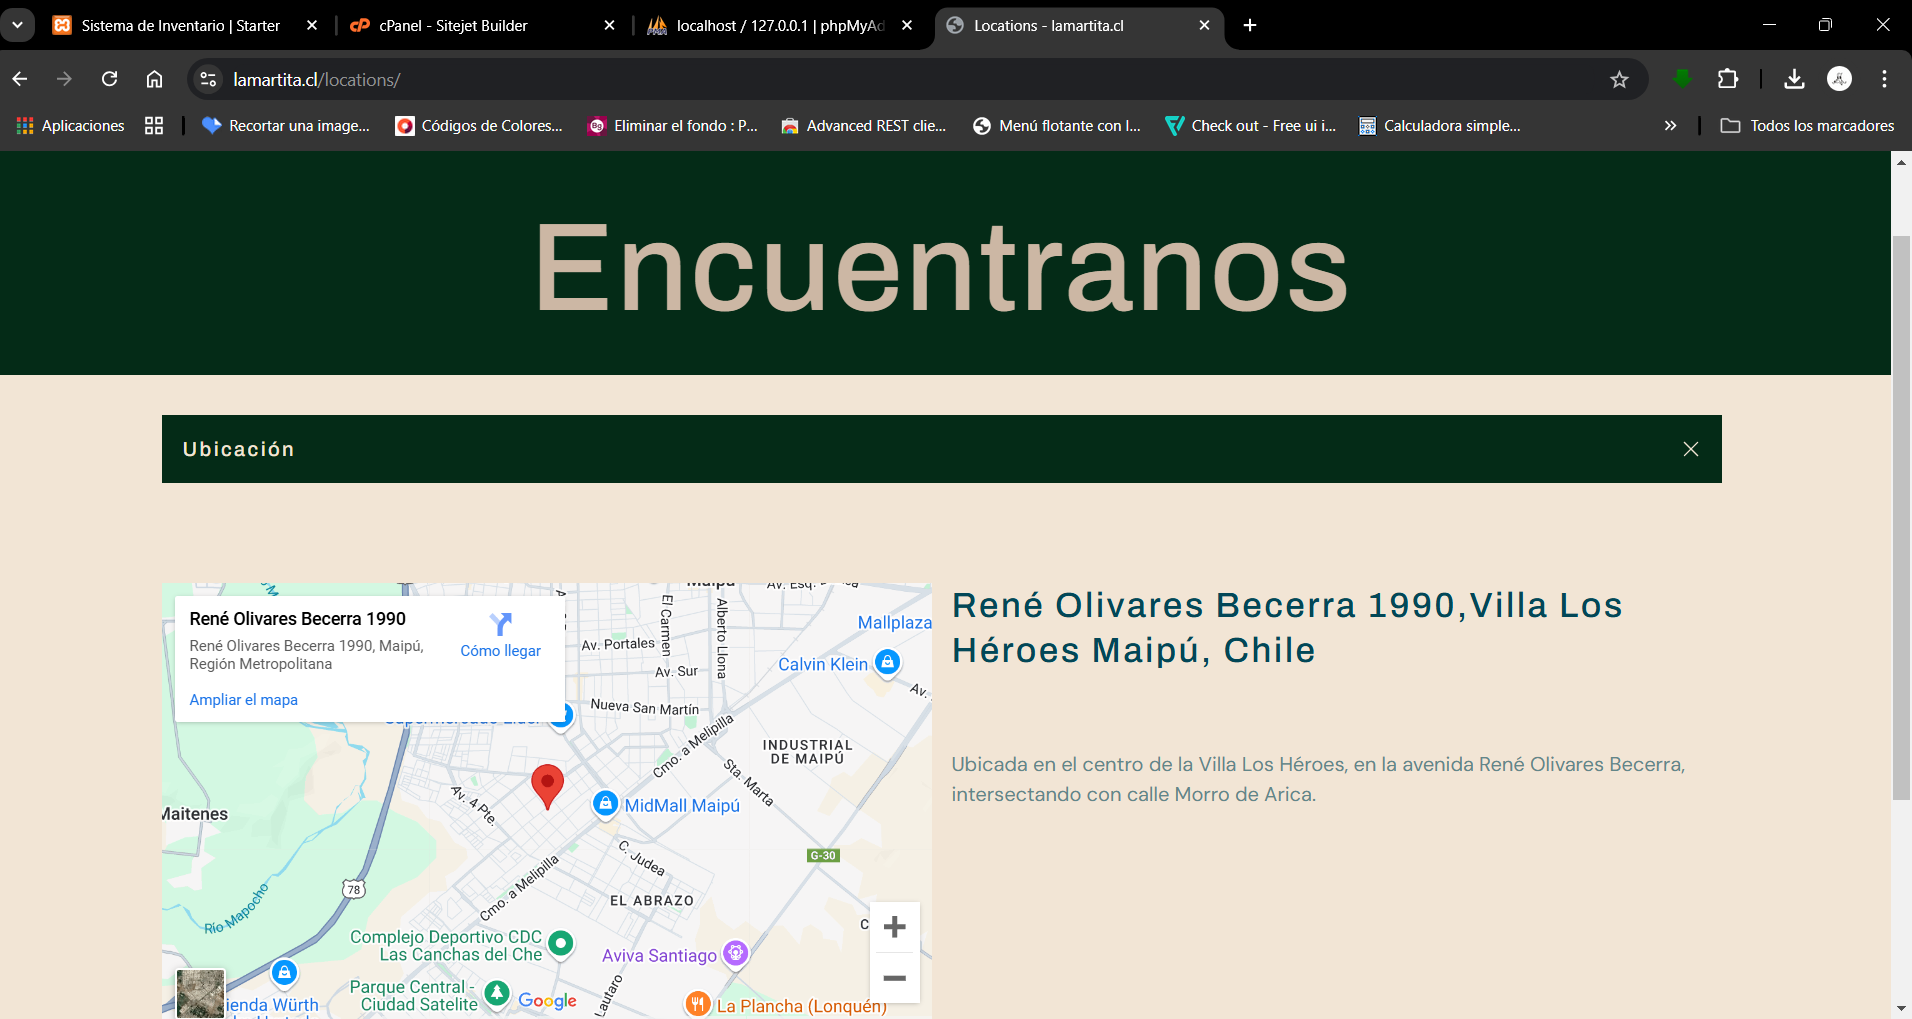 Sistema de Inventario | Starter
cPanel - Sitejet Builder
localhost / 127.0.0.1 | phpMyAd
Locations - lamartita.cl
lamartita.cl/locations/
Aplicaciones
Recortar una image...
Códigos de Colores...
Eliminar el fondo : P...
Advanced REST clie...
Menú flotante con l...
Check out - Free ui i...
Calculadora simple...
Todos los marcadores
Encuentranos
Ubicación
René Olivares Becerra 1990
René Olivares Becerra 1990, Maipú,
Región Metropolitana
Cómo llegar
Ampliar el mapa
El Carmen
Alberto Llona
Av. Portales
Av. Sur
Mallplaza
Calvin Klein
Av.
Nueva San Martín
Cmo. a Melipilla
INDUSTRIAL
DE MAIPÚ
Sta. Marta
Av. 4 Pte.
MidMall Maipú
Maitenes
C. Judea
G-30
78
Cmo. a Melipilla
EL ABRAZO
Río Mapocho
Complejo Deportivo CDC
Las Canchas del Che
Aviva Santiago
Parque Central -
Ciudad Satelite
Google
Lautaro
La Plancha (Lonquén)
ienda Würth
René Olivares Becerra 1990,Villa Los
Héroes Maipú, Chile
Ubicada en el centro de la Villa Los Héroes, en la avenida René Olivares Becerra,
intersectando con calle Morro de Arica.